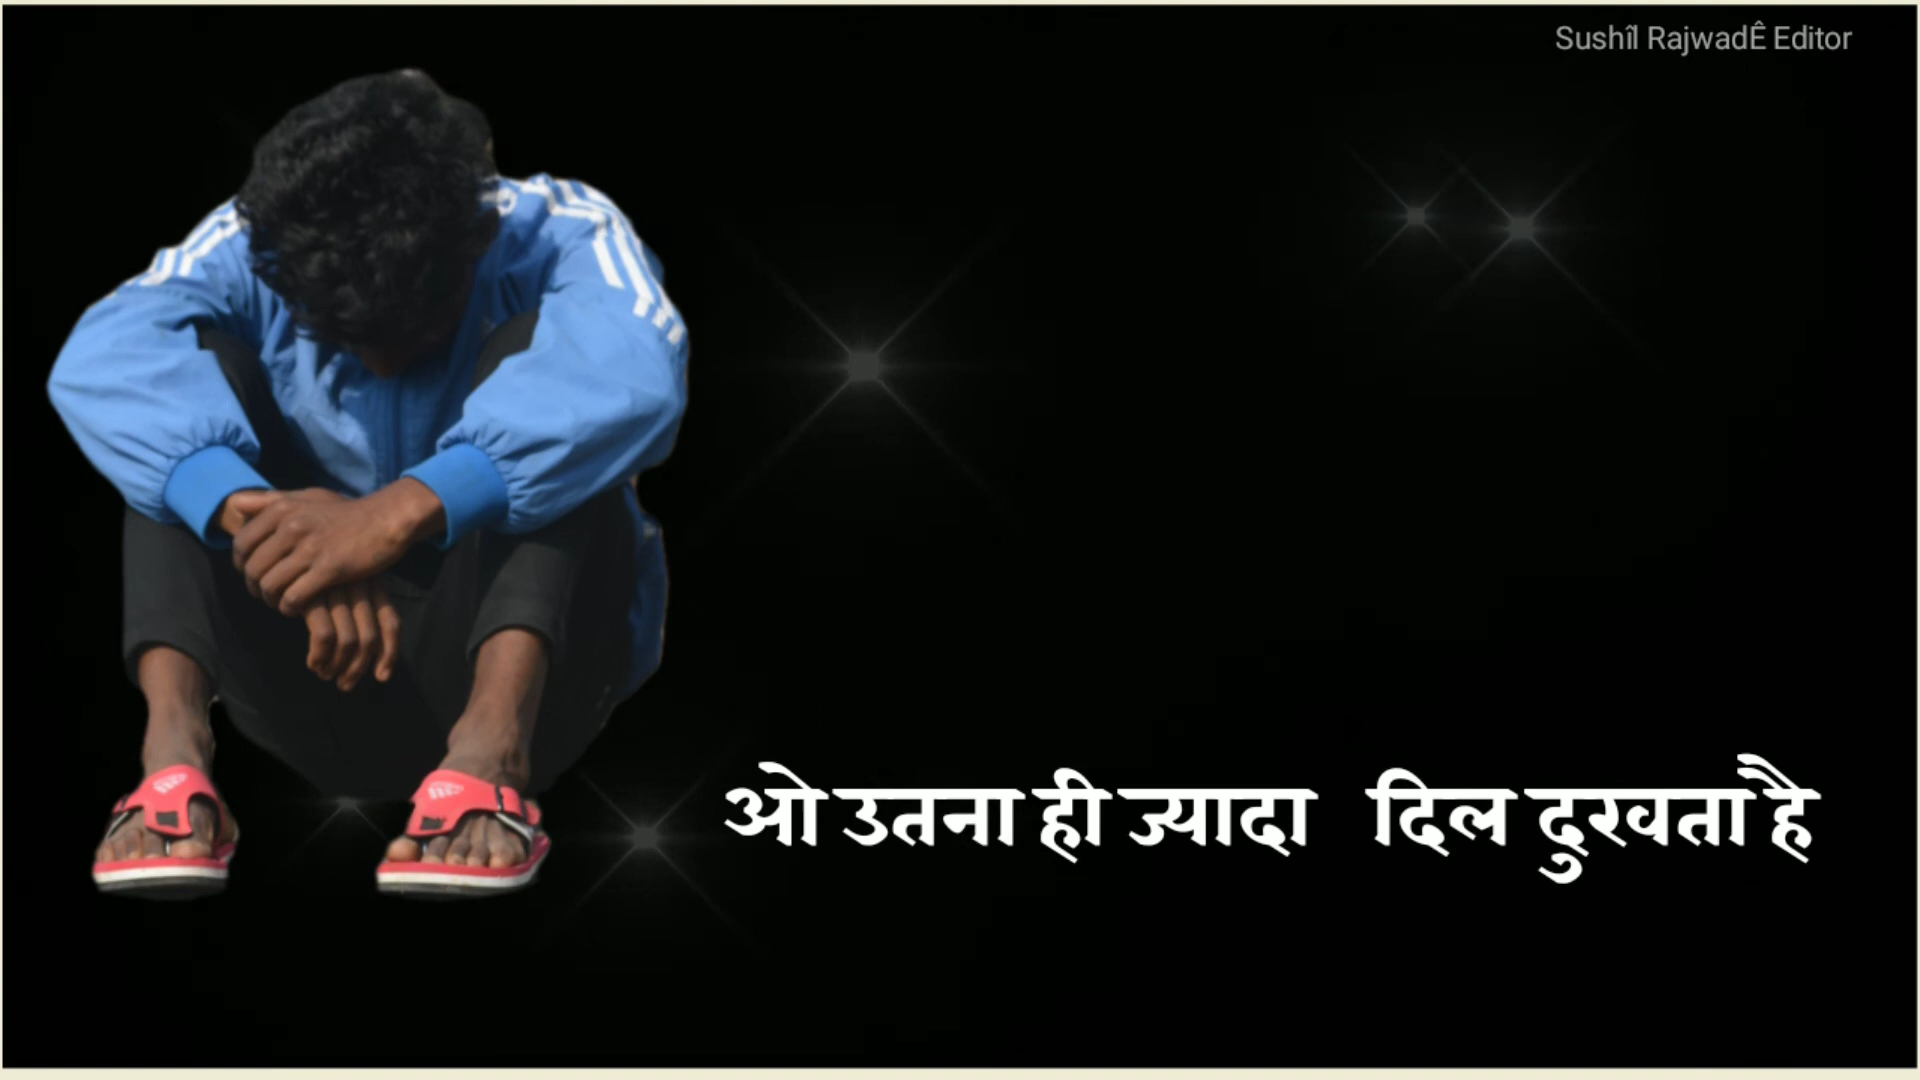 Sushîl RajwadÊ Editor
ओ उतना ही ज्यादा दिल दुखता है